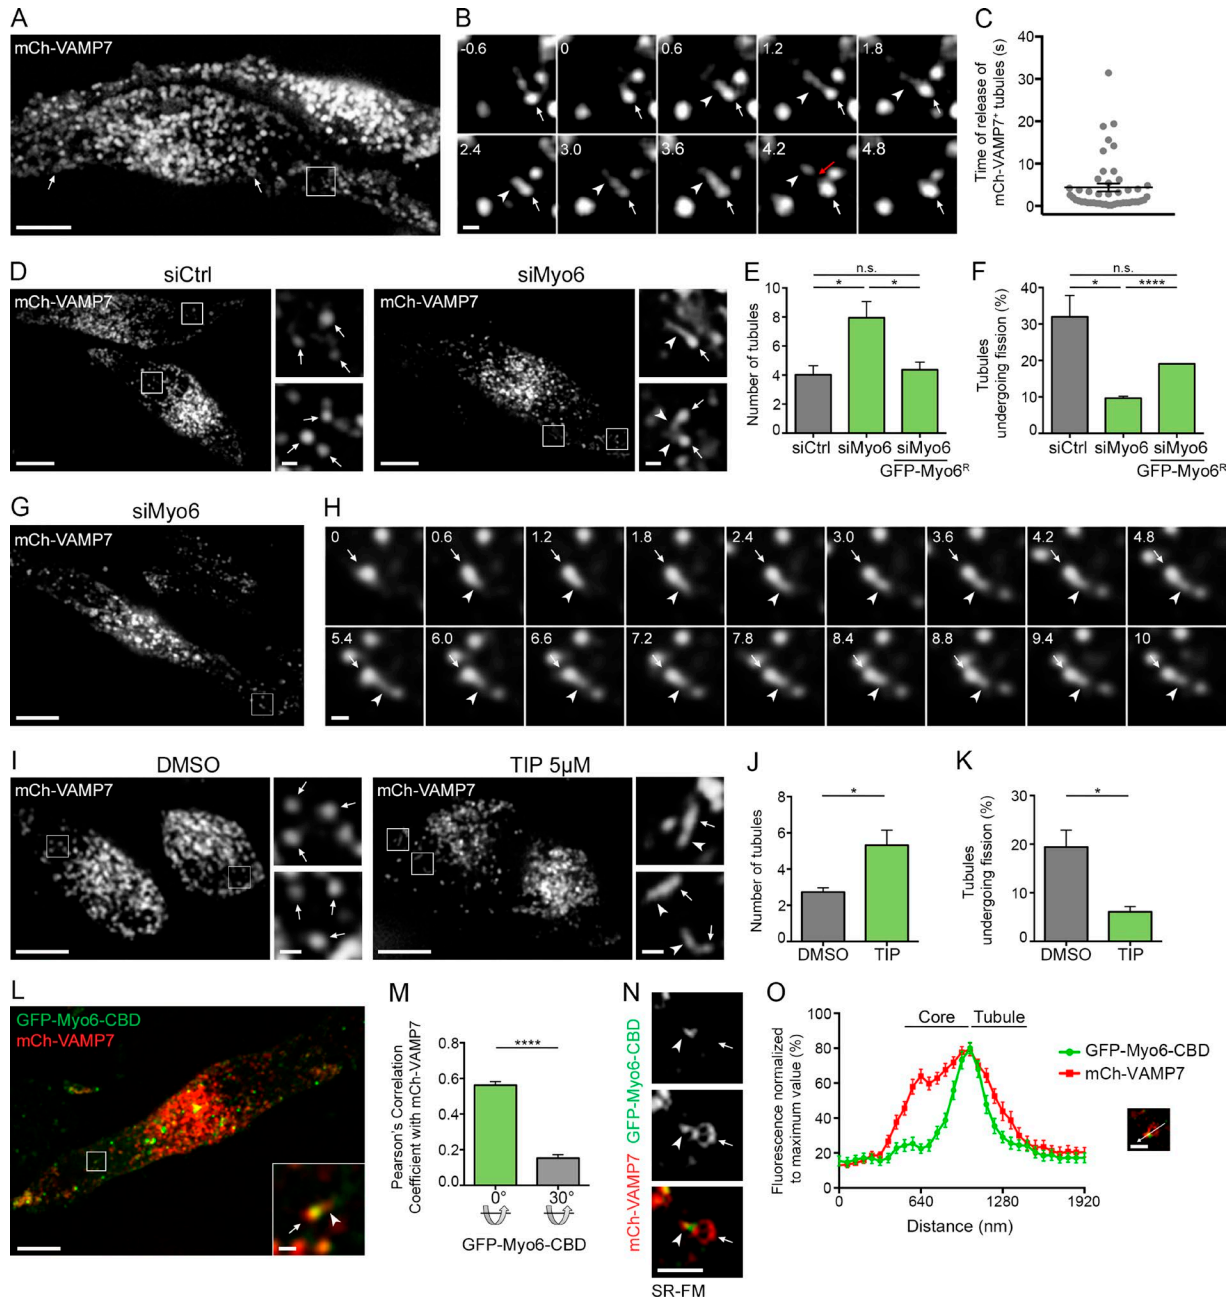 A
mCh-VAMP7
B
-0.6
0
0.6
1.2
1.8
2.4
3.0
3.6
4.2
4.8
C
Time of release of
mCh-VAMP7⁺ tubules (s)
40
30
20
10
0
D
siCtrl
mCh-VAMP7
siMyo6
mCh-VAMP7
E
n.s.
* *
Number of tubules
8
6
4
2
0
siCtrl siMyo6 siMyo6
GFP-Myo6ᴿ
F
n.s.
* ****
Tubules
undergoing fission (%)
40
30
20
10
0
siCtrl siMyo6 siMyo6
GFP-Myo6ᴿ
G
siMyo6
mCh-VAMP7
H
0
0.6
1.2
1.8
2.4
3.0
3.6
4.2
4.8
5.4
6.0
6.6
7.2
7.8
8.4
8.8
9.4
10
I
DMSO
mCh-VAMP7
TIP 5µM
mCh-VAMP7
J
*
Number of tubules
8
6
4
2
0
DMSO TIP
K
*
Tubules
undergoing fission (%)
30
20
10
0
DMSO TIP
L
GFP-Myo6-CBD
mCh-VAMP7
M
****
Pearson's Correlation
Coefficient with mCh-VAMP7
0.6
0.4
0.2
0.0
0° 30°
GFP-Myo6-CBD
N
mCh-VAMP7 GFP-Myo6-CBD
SR-FM
O
Core Tubule
GFP-Myo6-CBD
mCh-VAMP7
Fluorescence normalized
to maximum value (%)
100
80
60
40
20
0
0 640 1280 1920
Distance (nm)